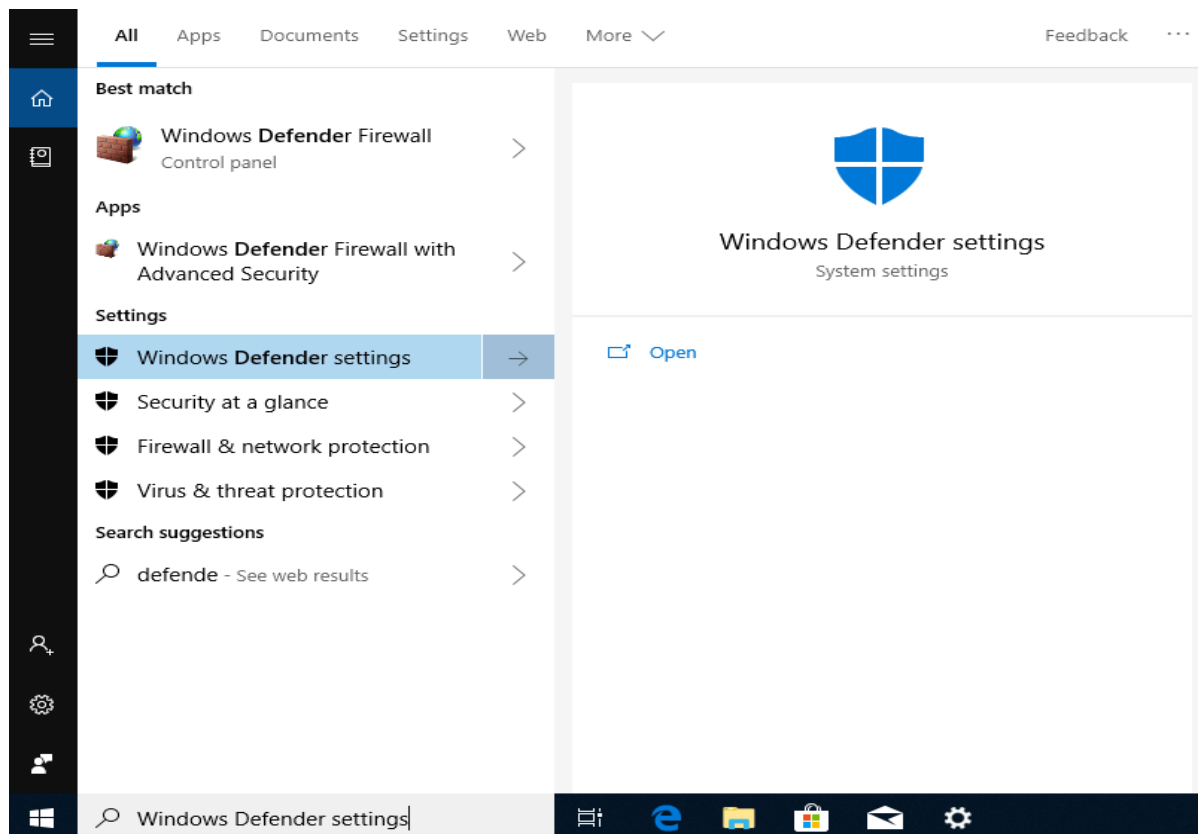 All Apps Documents Settings Web More Feedback ...
Best match
Windows Defender Firewall
Control panel
Apps
Windows Defender Firewall with
Advanced Security
Settings
Windows Defender settings
Security at a glance
Firewall & network protection
Virus & threat protection
Search suggestions
defende - See web results
Windows Defender settings
System settings
Open
Windows Defender settings